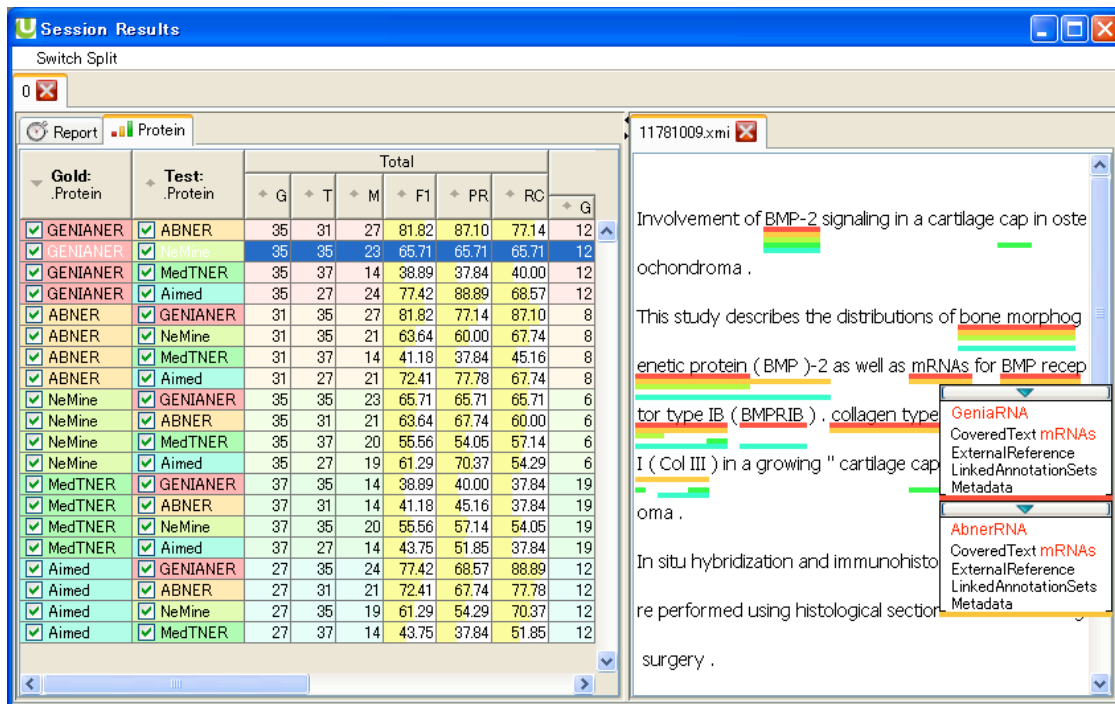 Session Results
Switch Split
0
Report Protein
Total
Gold: .Protein Test: .Protein G T M F1 PR RC G
GENIANER ABNER 35 31 27 81.82 87.10 77.14 12
GENIANER NeMine 35 35 23 65.71 65.71 65.71 12
GENIANER MedTNER 35 37 14 38.89 37.84 40.00 12
GENIANER Aimed 35 27 24 77.42 88.89 68.57 12
ABNER GENIANER 31 35 27 81.82 77.14 87.10 8
ABNER NeMine 31 35 21 63.64 60.00 67.74 8
ABNER MedTNER 31 37 14 41.18 37.84 45.16 8
ABNER Aimed 31 27 21 72.41 77.78 67.74 8
NeMine GENIANER 35 35 23 65.71 65.71 65.71 6
NeMine ABNER 35 31 21 63.64 67.74 60.00 6
NeMine MedTNER 35 37 20 55.56 54.05 57.14 6
NeMine Aimed 35 27 19 61.29 70.37 54.29 6
MedTNER GENIANER 37 35 14 38.89 40.00 37.84 19
MedTNER ABNER 37 31 14 41.18 45.16 37.84 19
MedTNER NeMine 37 35 20 55.56 57.14 54.05 19
MedTNER Aimed 37 27 14 43.75 51.85 37.84 19
Aimed GENIANER 27 35 24 77.42 68.57 88.89 12
Aimed ABNER 27 31 21 72.41 67.74 77.78 12
Aimed NeMine 27 35 19 61.29 54.29 70.37 12
Aimed MedTNER 27 37 14 43.75 37.84 51.85 12
11781009.xmi
Involvement of BMP-2 signaling in a cartilage cap in oste
ochondroma .
This study describes the distributions of bone morphog
enetic protein ( BMP )-2 as well as mRNAs for BMP recep
tor type IB ( BMPRIB ) . collagen type
I ( Col III ) in a growing " cartilage cap
oma .
In situ hybridization and immunohisto
re performed using histological section
surgery .
GeniaRNA
CoveredText mRNAs
ExternalReference
LinkedAnnotationSets
Metadata
AbnerRNA
CoveredText mRNAs
ExternalReference
LinkedAnnotationSets
Metadata